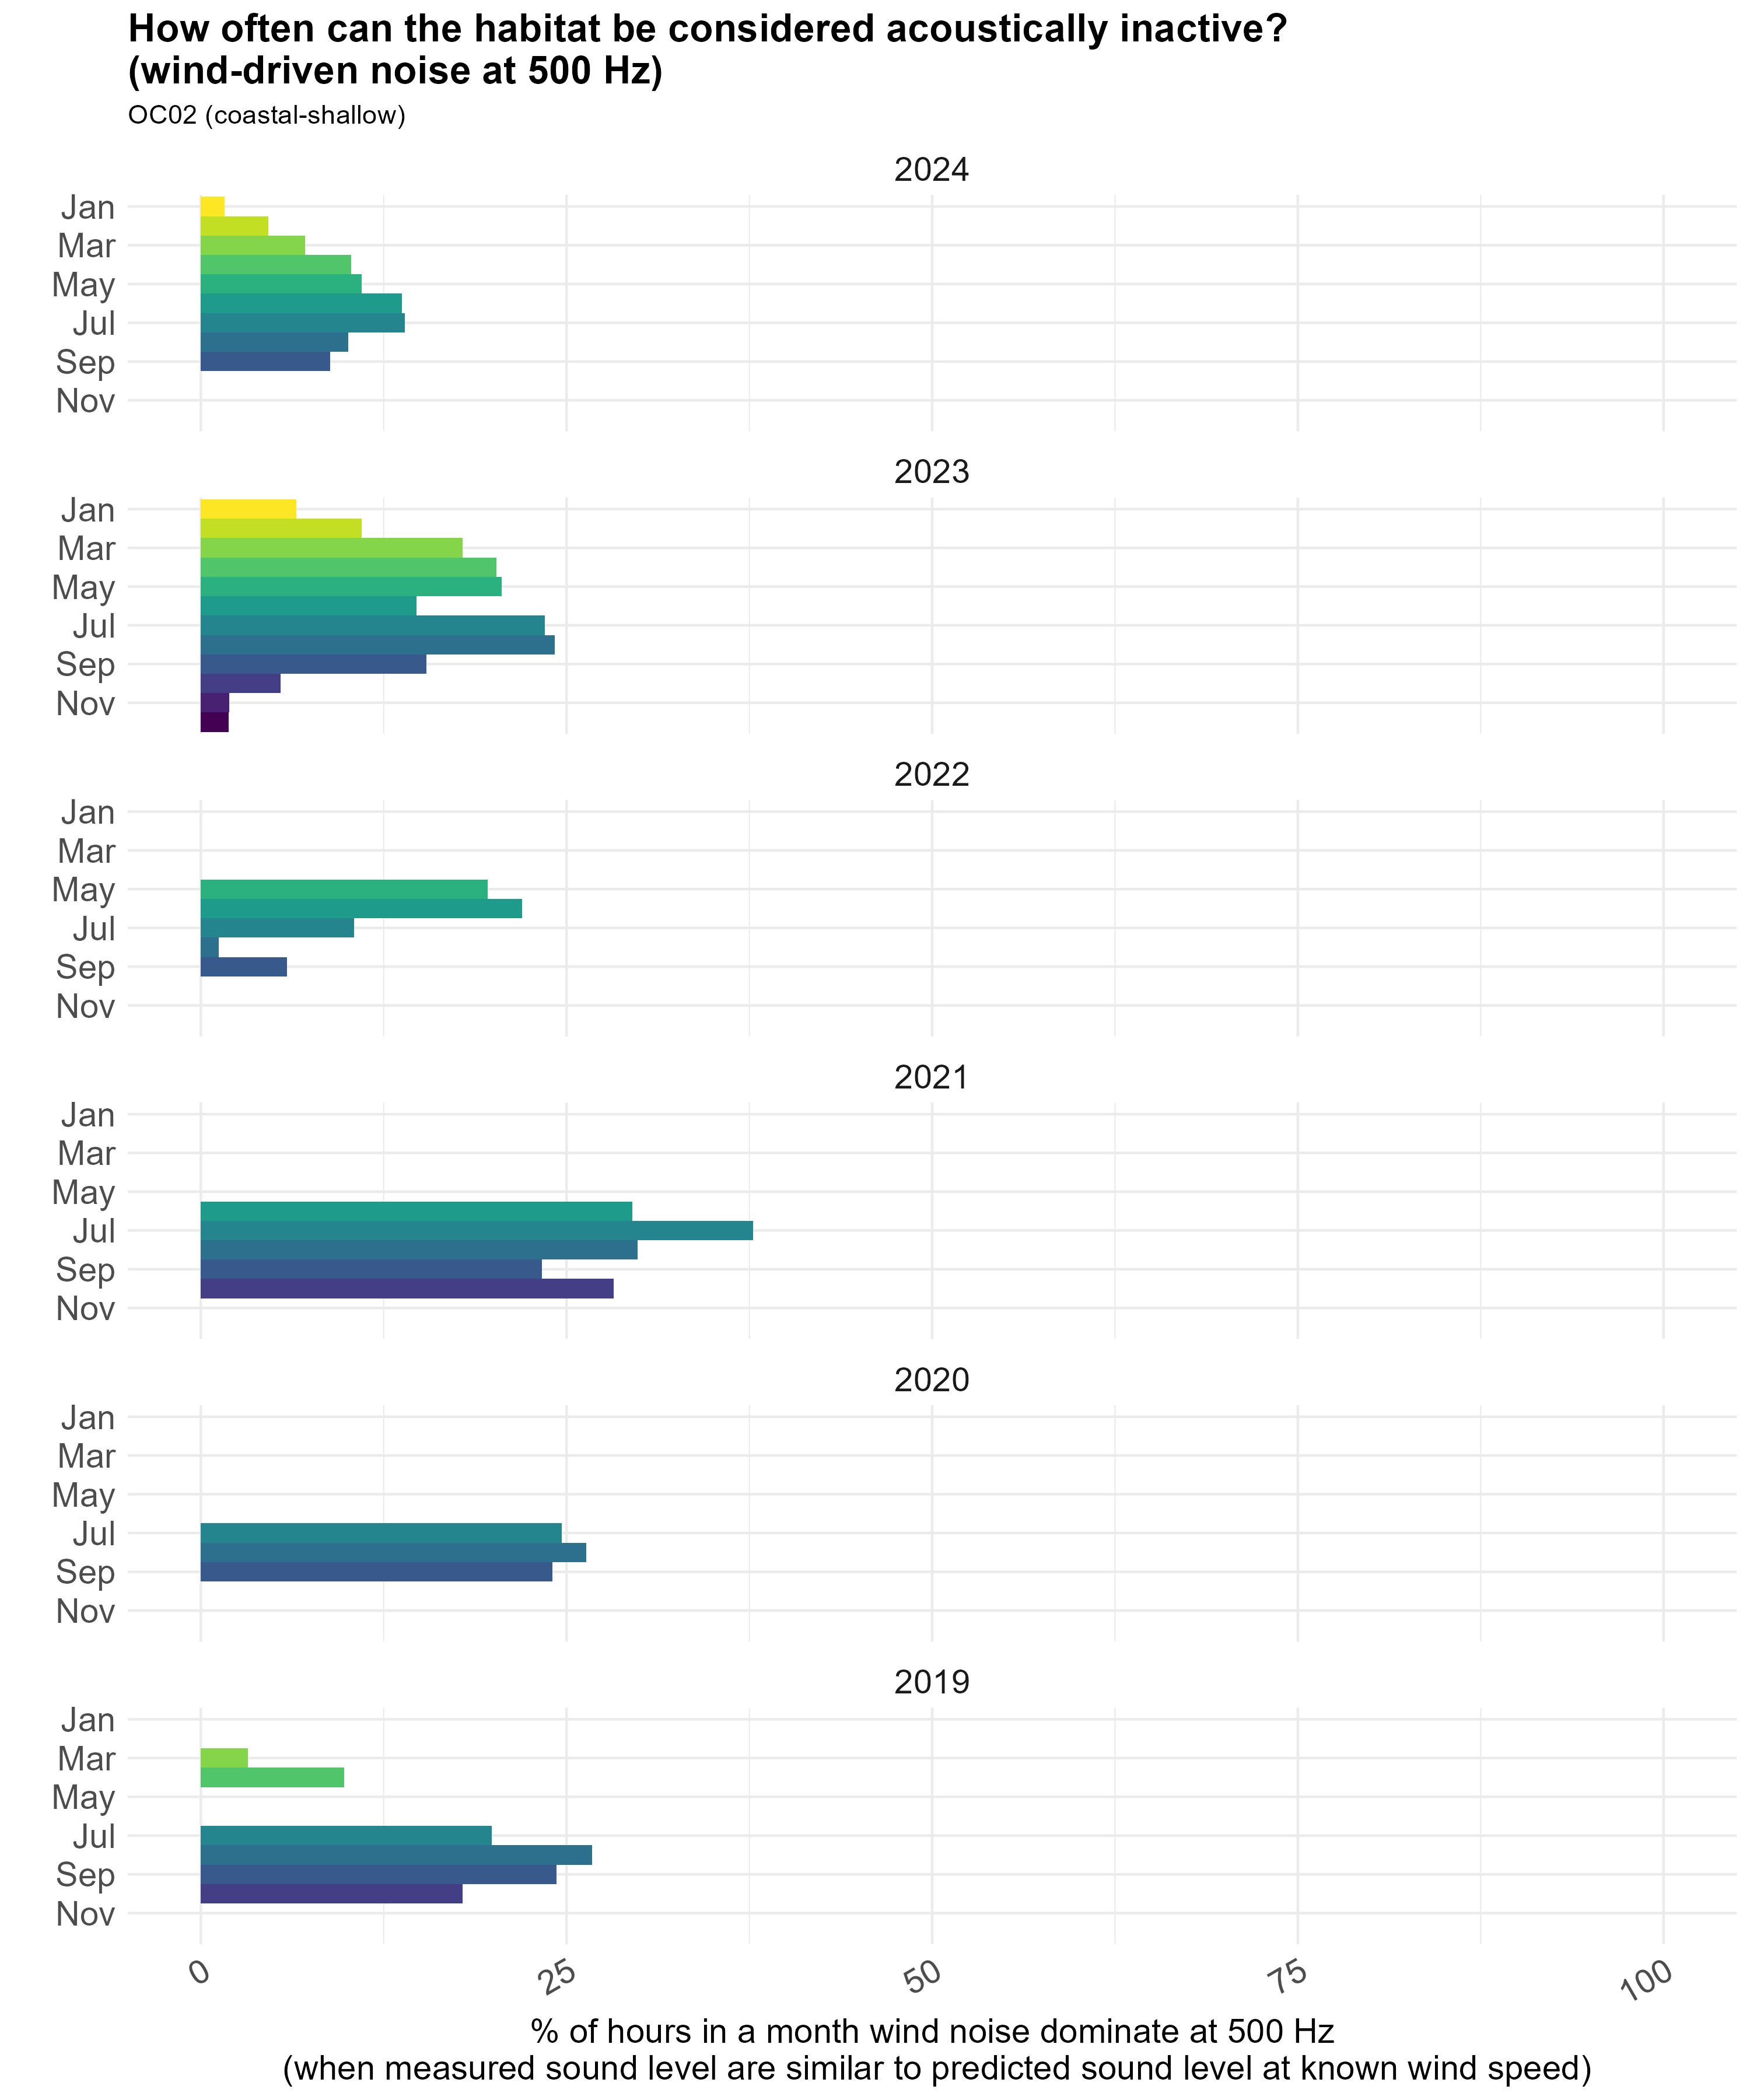 How often can the habitat be considered acoustically inactive?
(wind-driven noise at 500 Hz)
OC02 (coastal-shallow)
2024
Jan
Mar
May
Jul
Sep
Nov
2023
Jan
Mar
May
Jul
Sep
Nov
2022
Jan
Mar
May
Jul
Sep
Nov
2021
Jan
Mar
May
Jul
Sep
Nov
2020
Jan
Mar
May
Jul
Sep
Nov
2019
Jan
Mar
May
Jul
Sep
Nov
0 25 50 75 100
% of hours in a month wind noise dominate at 500 Hz
(when measured sound level are similar to predicted sound level at known wind speed)